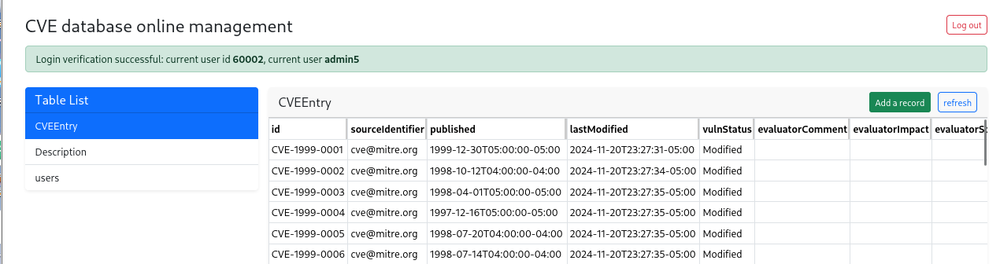 CVE database online management
Log out
Login verification successful: current user id 60002, current user admin5
Table List
CVEEntry
Description
users
CVEEntry
Add a record
refresh
id sourceIdentifier published lastModified vulnStatus evaluatorComment evaluatorImpact
CVE-1999-0001 cve@mitre.org 1999-12-30T05:00:00-05:00 2024-11-20T23:27:31-05:00 Modified
CVE-1999-0002 cve@mitre.org 1998-10-12T04:00:00-04:00 2024-11-20T23:27:34-05:00 Modified
CVE-1999-0003 cve@mitre.org 1998-04-01T05:00:00-05:00 2024-11-20T23:27:35-05:00 Modified
CVE-1999-0004 cve@mitre.org 1997-12-16T05:00:00-05:00 2024-11-20T23:27:35-05:00 Modified
CVE-1999-0005 cve@mitre.org 1998-07-20T04:00:00-04:00 2024-11-20T23:27:35-05:00 Modified
CVE-1999-0006 cve@mitre.org 1998-07-14T04:00:00-04:00 2024-11-20T23:27:35-05:00 Modified